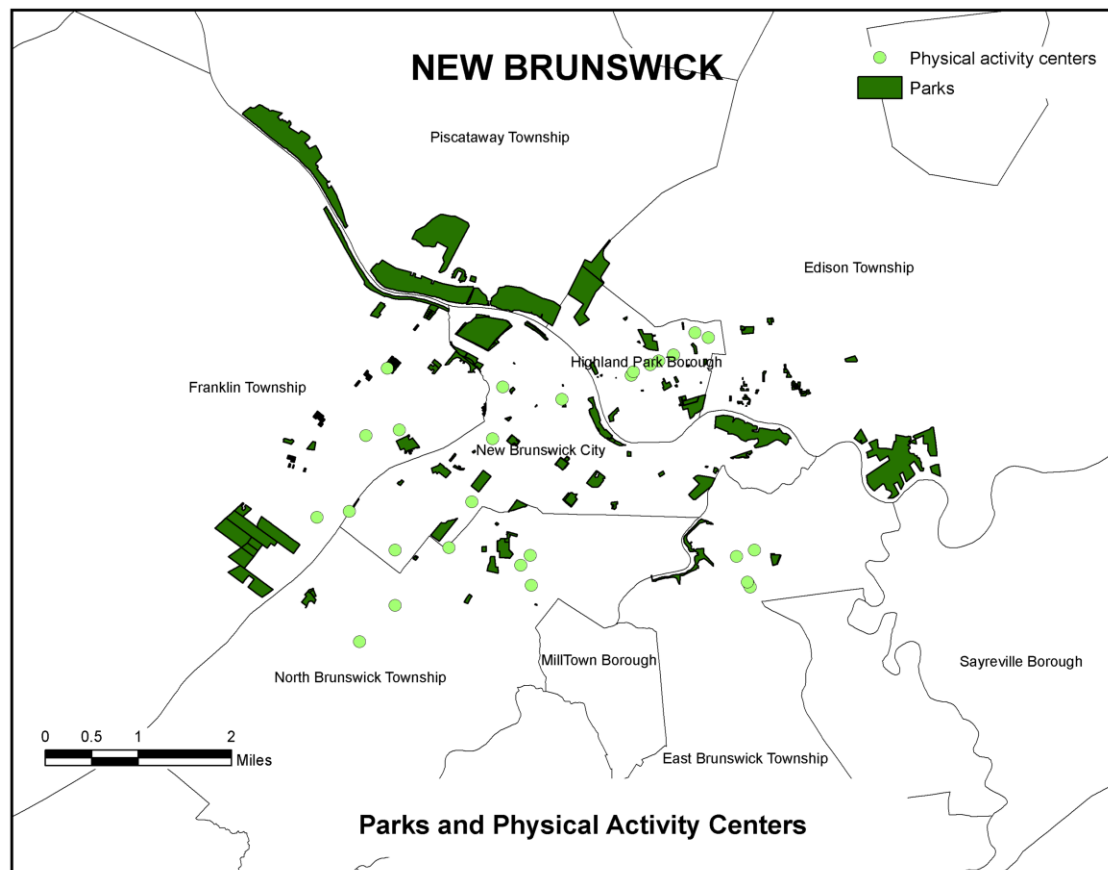 NEW BRUNSWICK
Physical activity centers
Parks
Piscataway Township
Edison Township
Highland Park Borough
Franklin Township
New Brunswick City
MillTown Borough
Sayreville Borough
North Brunswick Township
0 0.5 1 2
Miles
East Brunswick Township
Parks and Physical Activity Centers